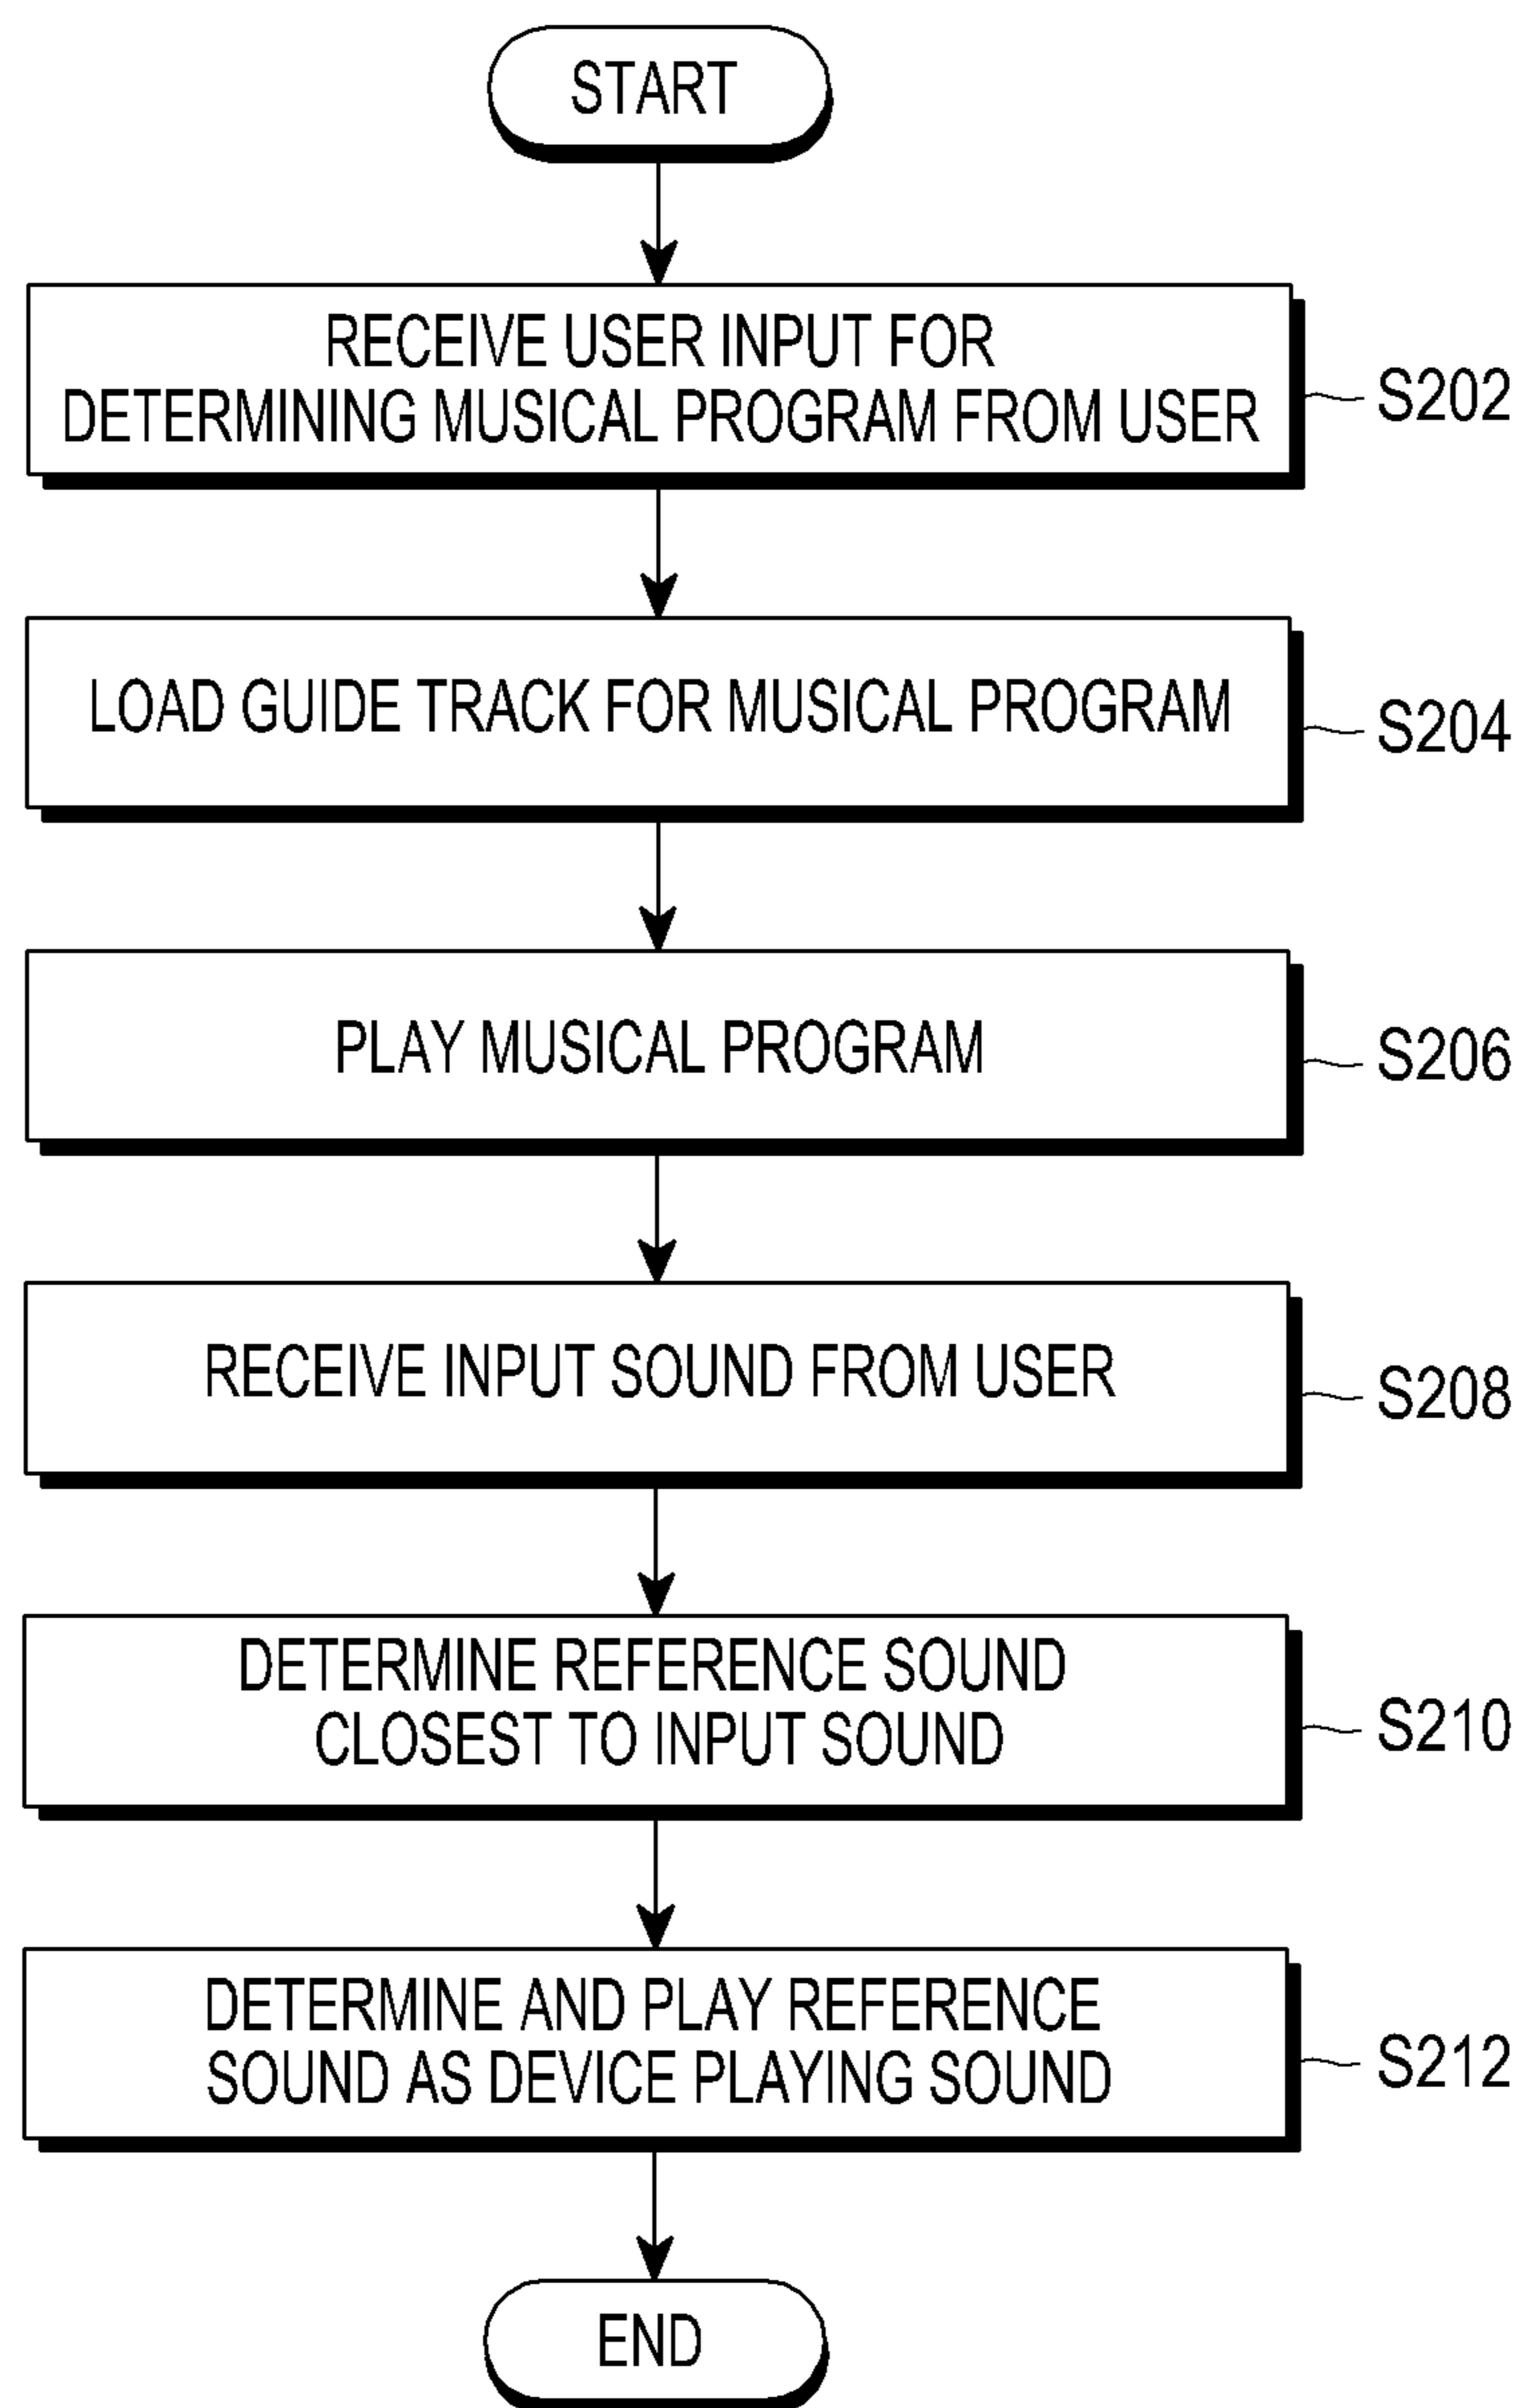 START
RECEIVE USER INPUT FOR
DETERMINING MUSICAL PROGRAM FROM USER
S202
LOAD GUIDE TRACK FOR MUSICAL PROGRAM
S204
PLAY MUSICAL PROGRAM
S206
RECEIVE INPUT SOUND FROM USER
S208
DETERMINE REFERENCE SOUND
CLOSEST TO INPUT SOUND
S210
DETERMINE AND PLAY REFERENCE
SOUND AS DEVICE PLAYING SOUND
S212
END